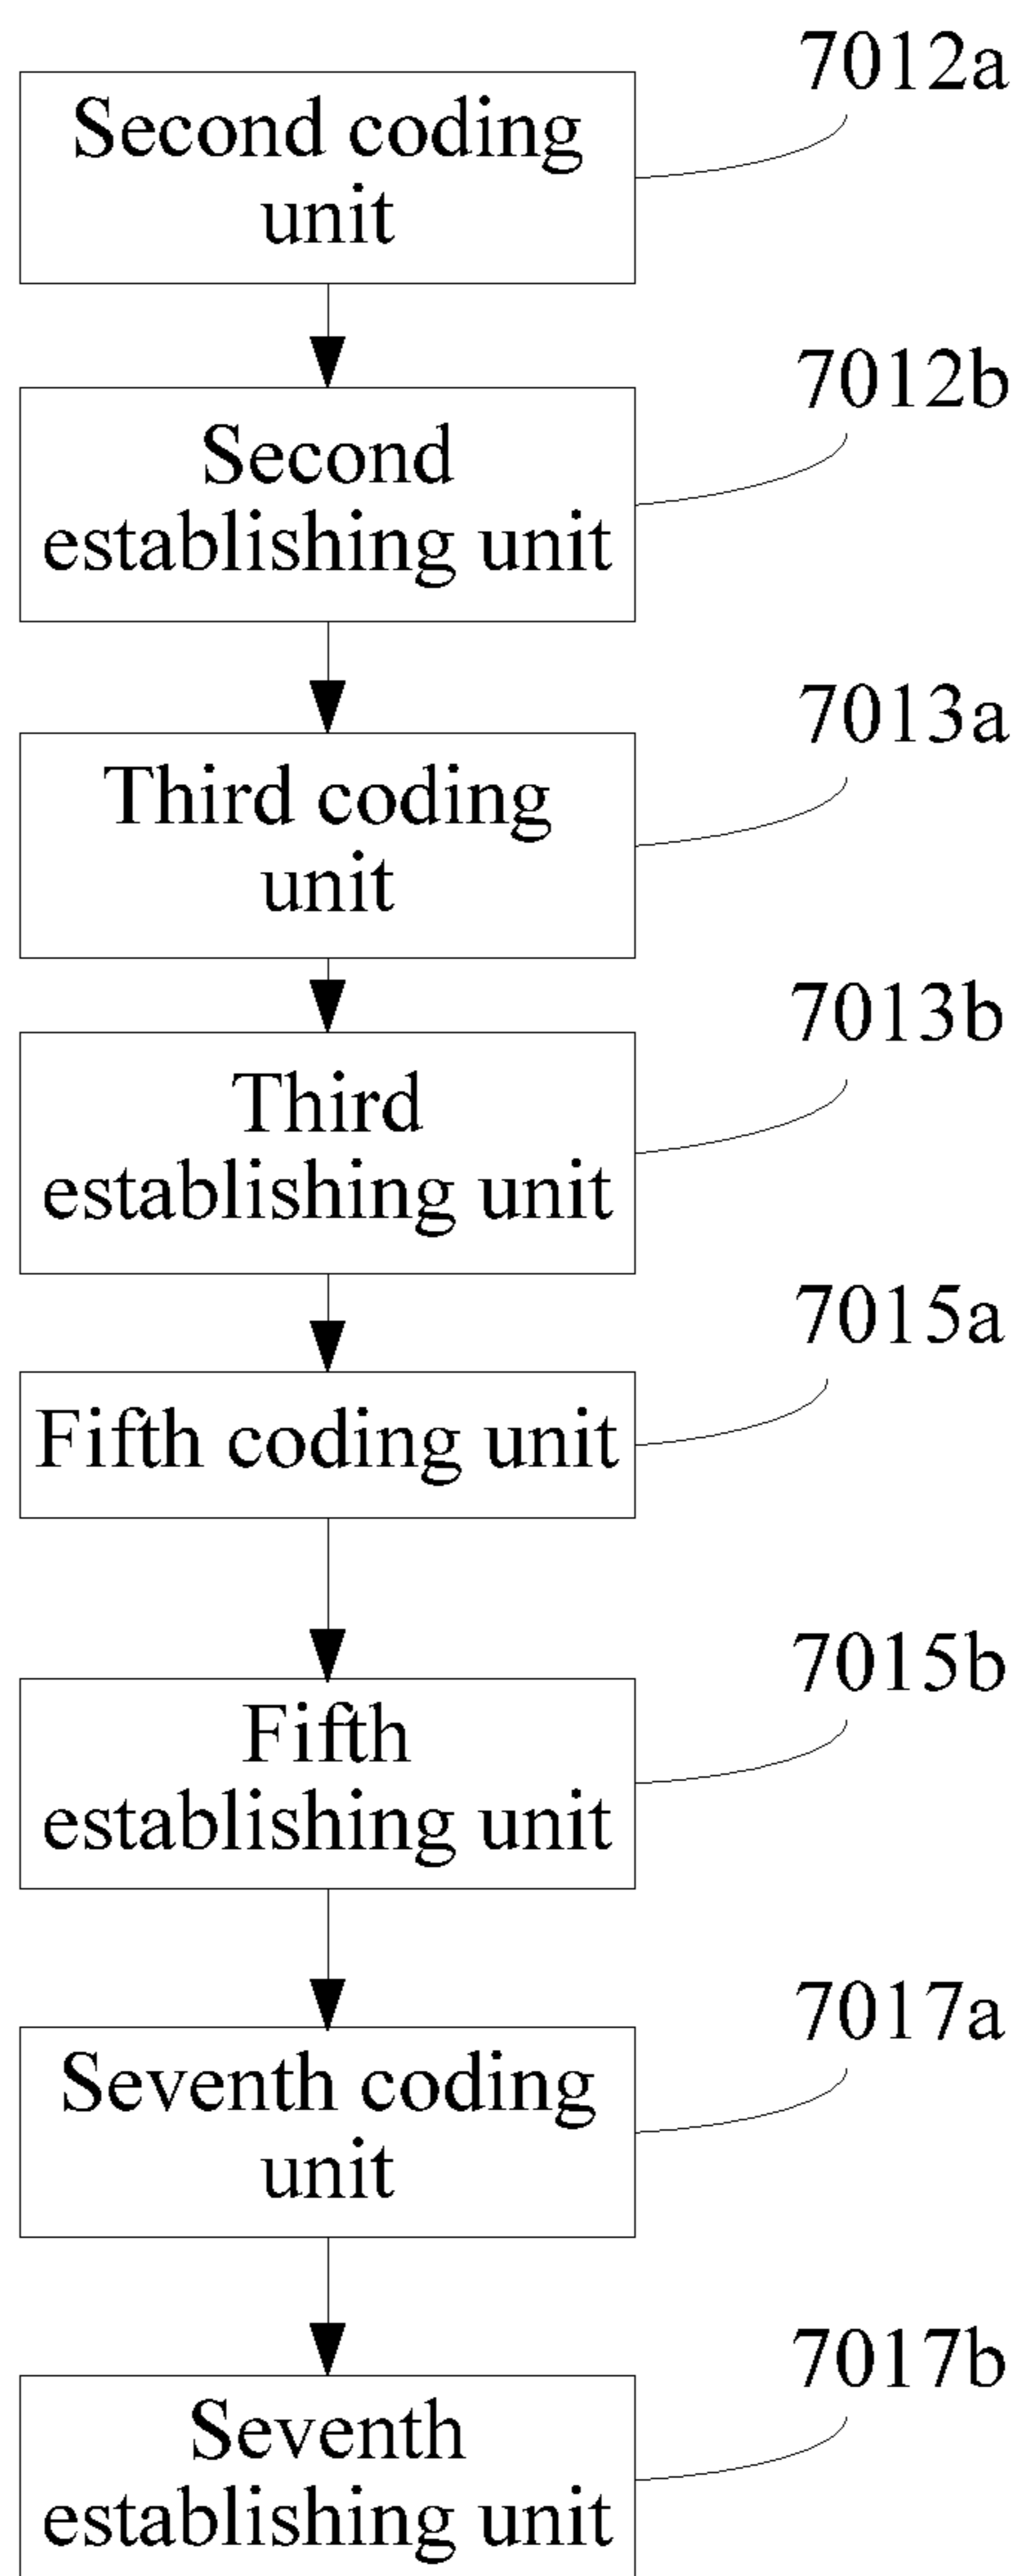 7012a
Second coding
unit
7012b
Second
establishing unit
7013a
Third coding
unit
7013b
Third
establishing unit
7015a
Fifth coding unit
7015b
Fifth
establishing unit
7017a
Seventh coding
unit
7017b
Seventh
establishing unit